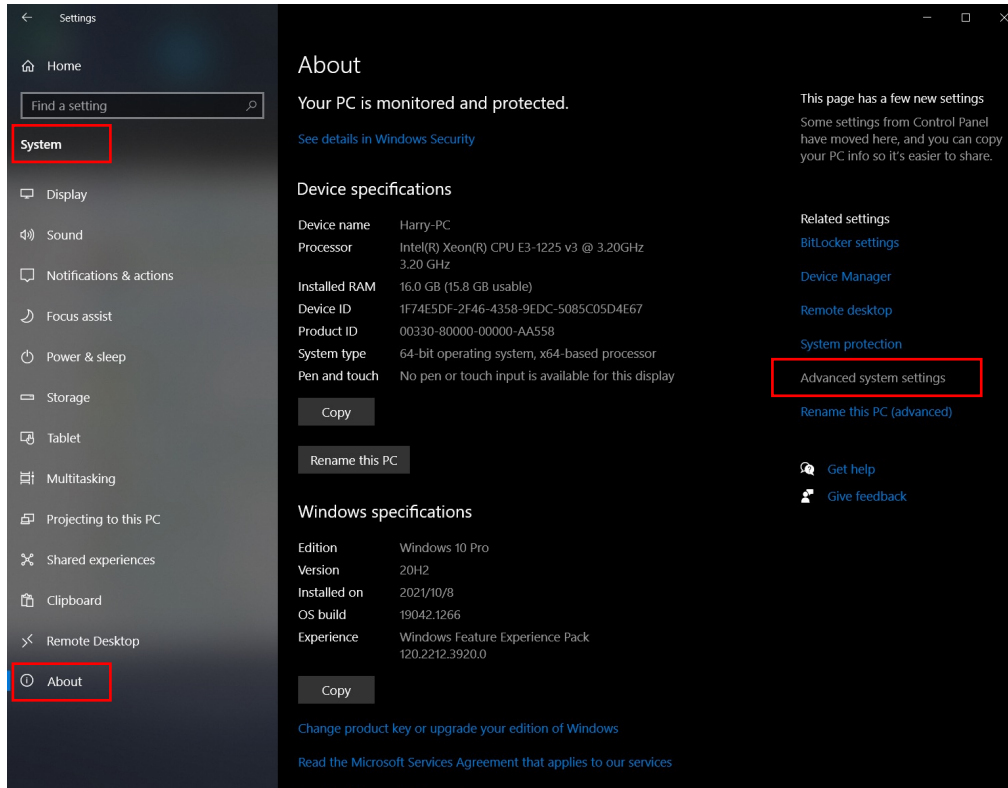 Settings
Home
Find a setting
System
Display
Sound
Notifications & actions
Focus assist
Power & sleep
Storage
Tablet
Multitasking
Projecting to this PC
Shared experiences
Clipboard
Remote Desktop
About
About
Your PC is monitored and protected.
See details in Windows Security
Device specifications
Device name Harry-PC
Processor Intel(R) Xeon(R) CPU E3-1225 v3 @ 3.20GHz
3.20 GHz
Installed RAM 16.0 GB (15.8 GB usable)
Device ID 1F74E5DF-2F46-4358-9EDC-5085C05D4E67
Product ID 00330-80000-00000-AA558
System type 64-bit operating system, x64-based processor
Pen and touch No pen or touch input is available for this display
Copy
Rename this PC
Windows specifications
Edition Windows 10 Pro
Version 20H2
Installed on 2021/10/8
OS build 19042.1266
Experience Windows Feature Experience Pack
120.2212.3920.0
Copy
Change product key or upgrade your edition of Windows
Read the Microsoft Services Agreement that applies to our services
This page has a few new settings
Some settings from Control Panel
have moved here, and you can copy
your PC info so it's easier to share.
Related settings
BitLocker settings
Device Manager
Remote desktop
System protection
Advanced system settings
Rename this PC (advanced)
Get help
Give feedback